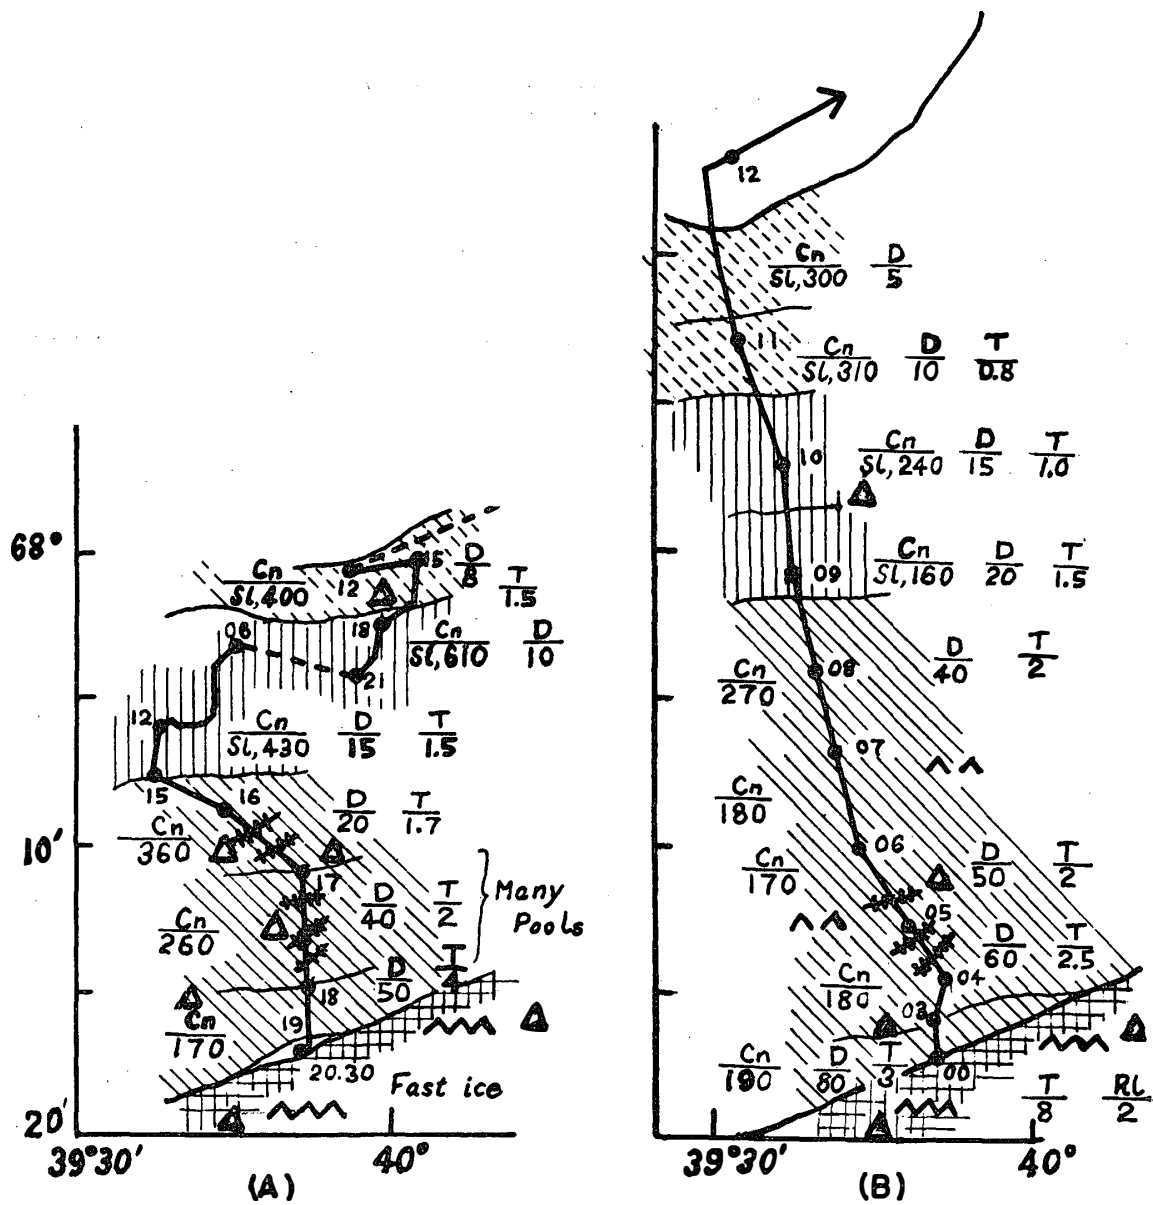 12
Cn D
Sl,300 5
11
Cn D T
Sl,310 10 0.8
10
Cn D T
Sl,240 15 1.0
09
Cn D T
Sl,160 20 1.5
D T
40 2
Cn
270
08
07
Cn
180
06
Cn
170
D T
50 2
05
D T
60 2.5
Cn
180
04
03
Cn D T
190 80 3
00
T Rl
8 2
39°30′ 40°
(B)
68°
12
15
Cn D
Sl,400 8
T
1.5
06
18
21
Cn D
Sl,610 10
12
Cn D T
Sl,430 15 1.5
15
16
D T
20 1.7
Cn
360
10′
17
D T
40 2
Many
Pools
Cn
260
D T
50 4
18
19
Cn
170
20.30
Fast ice
20′
39°30′ 40°
(A)